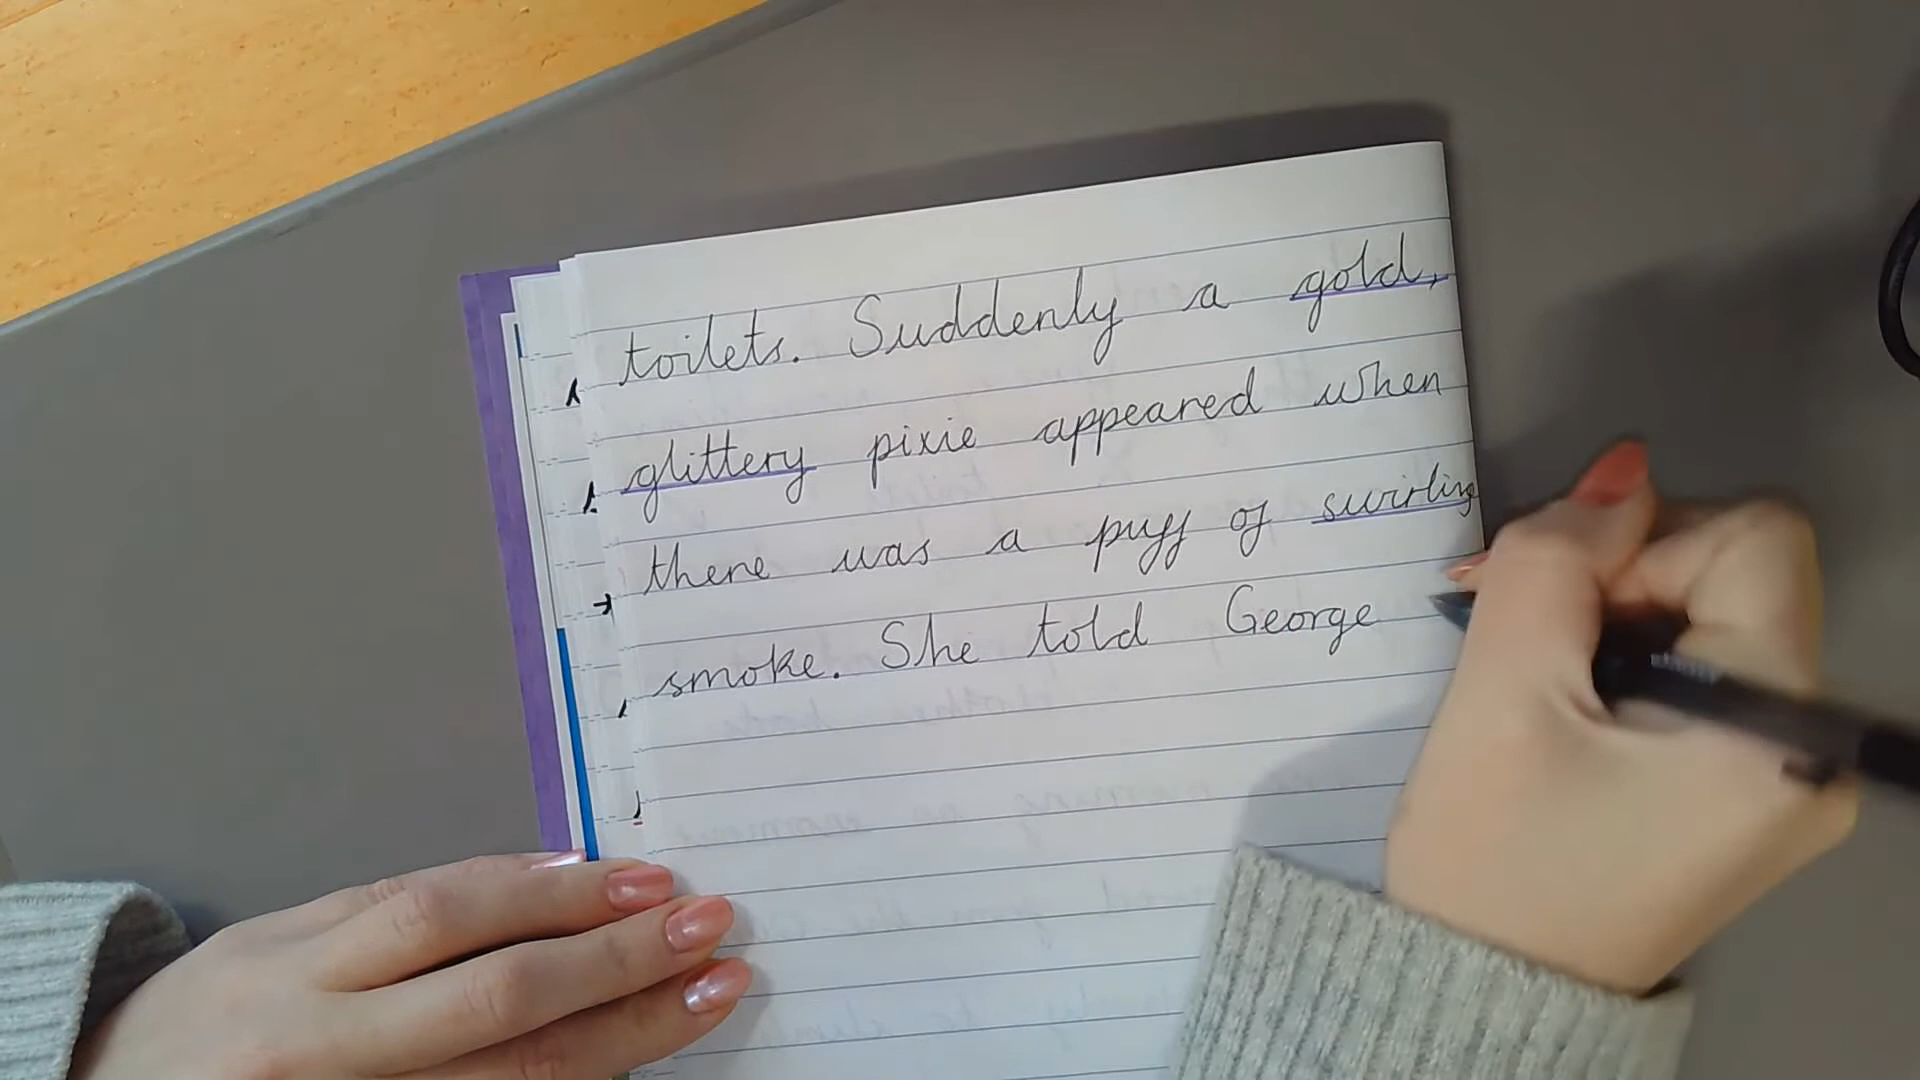 toilets. Suddenly a gold,
glittery pixie appeared when
there was a puff of swirling
smoke. She told George